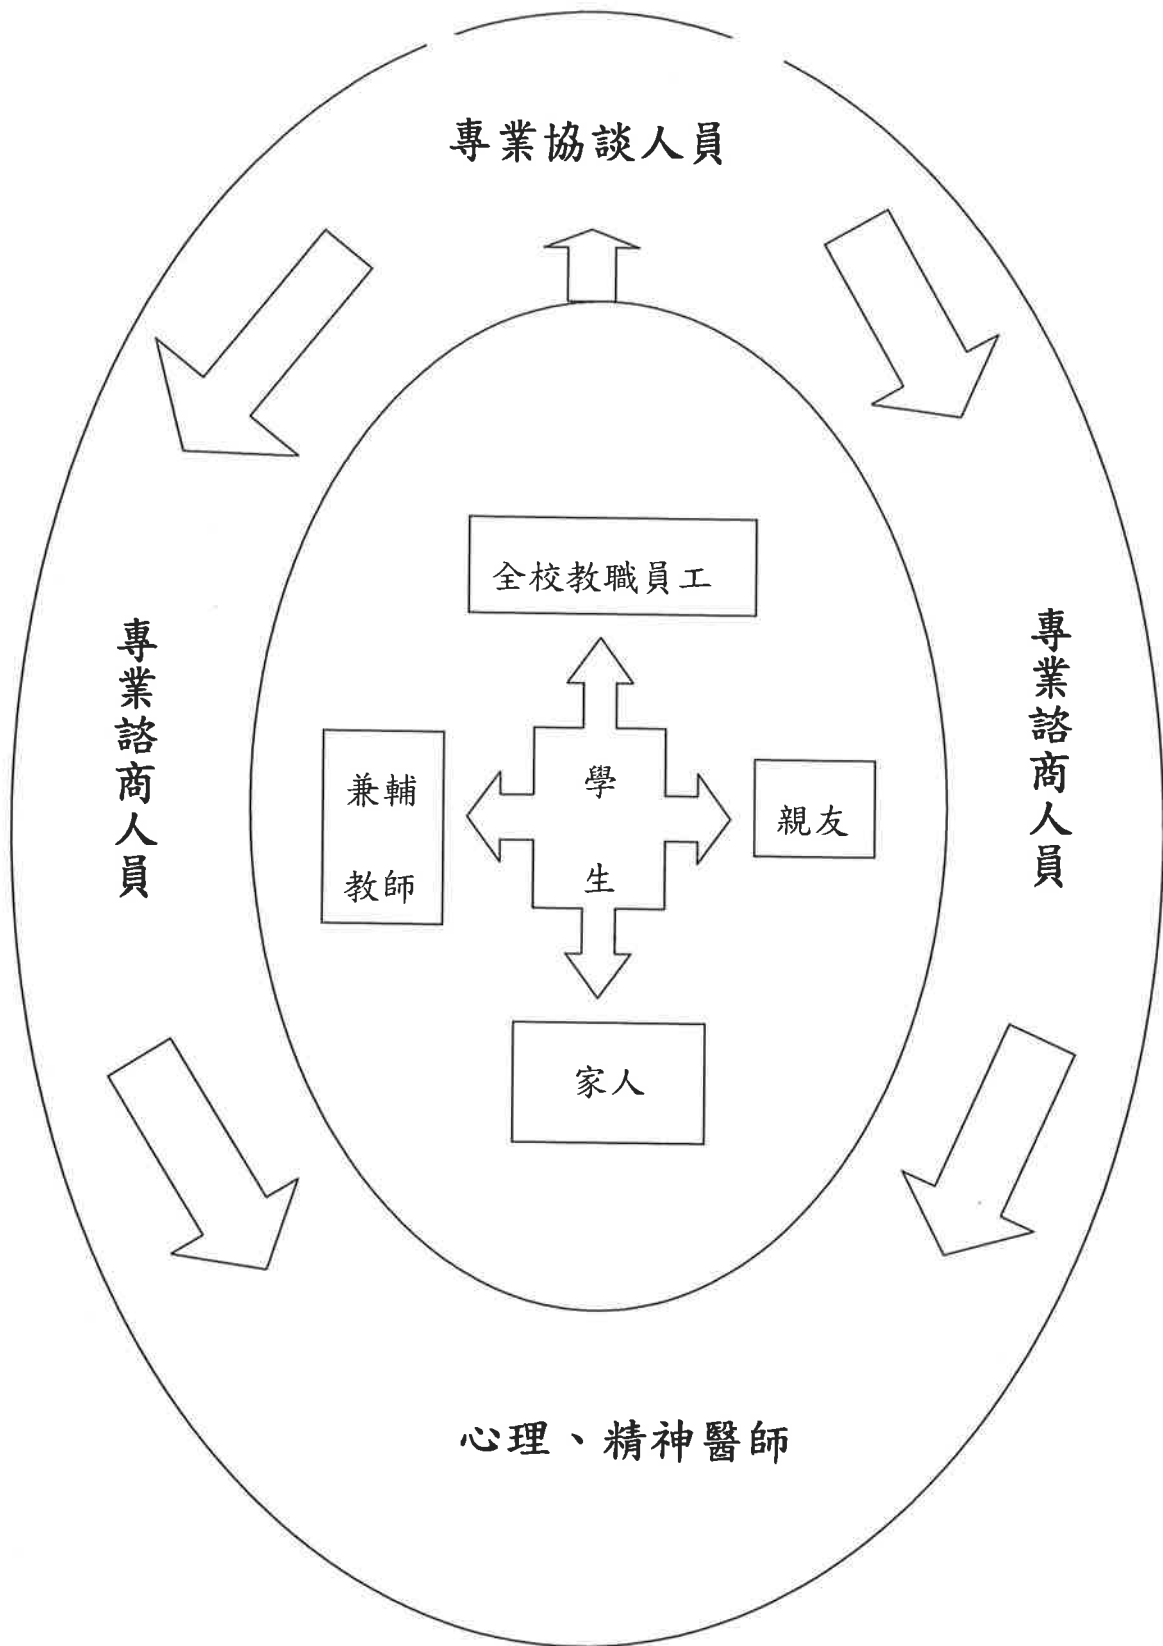 專業協談人員
全校教職員工
專業諮商人員
兼輔
教師
學
生
親友
專業諮商人員
家人
心理、精神醫師